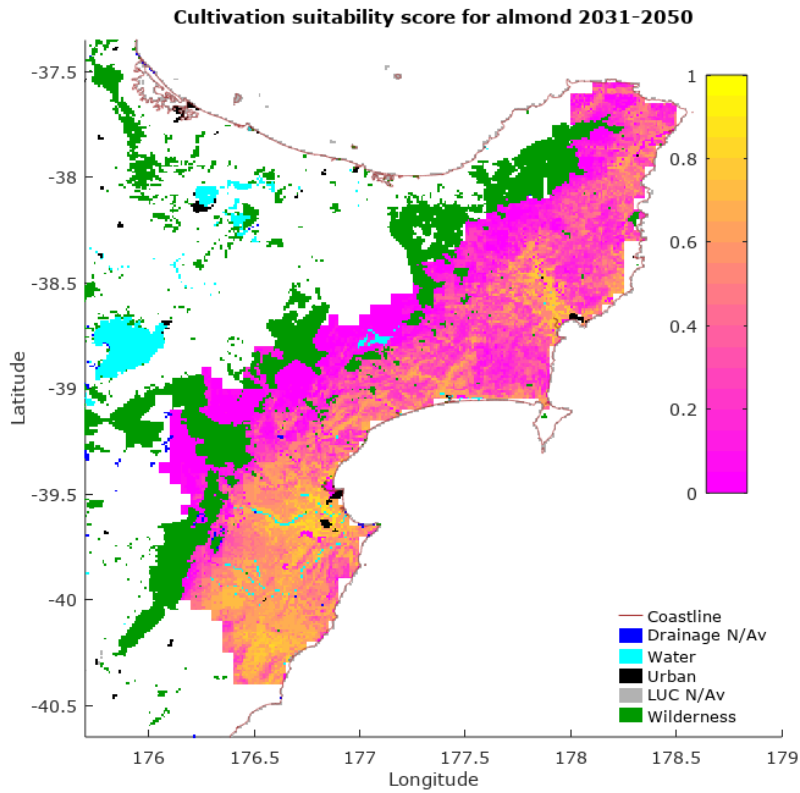 Cultivation suitability score for almond 2031-2050
-37.5
-38
-38.5
-39
-39.5
-40
-40.5
Latitude
176
176.5
177
177.5
178
178.5
179
Longitude
1
0.8
0.6
0.4
0.2
0
Coastline
Drainage N/Av
Water
Urban
LUC N/Av
Wilderness